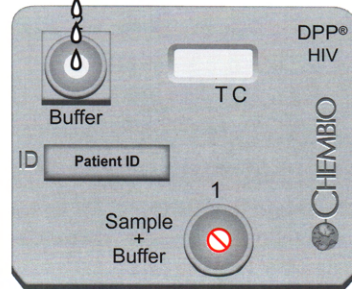 DPP®
HIV
T C
Buffer
ID
Patient ID
CHEMBIO
1
Sample
+
Buffer